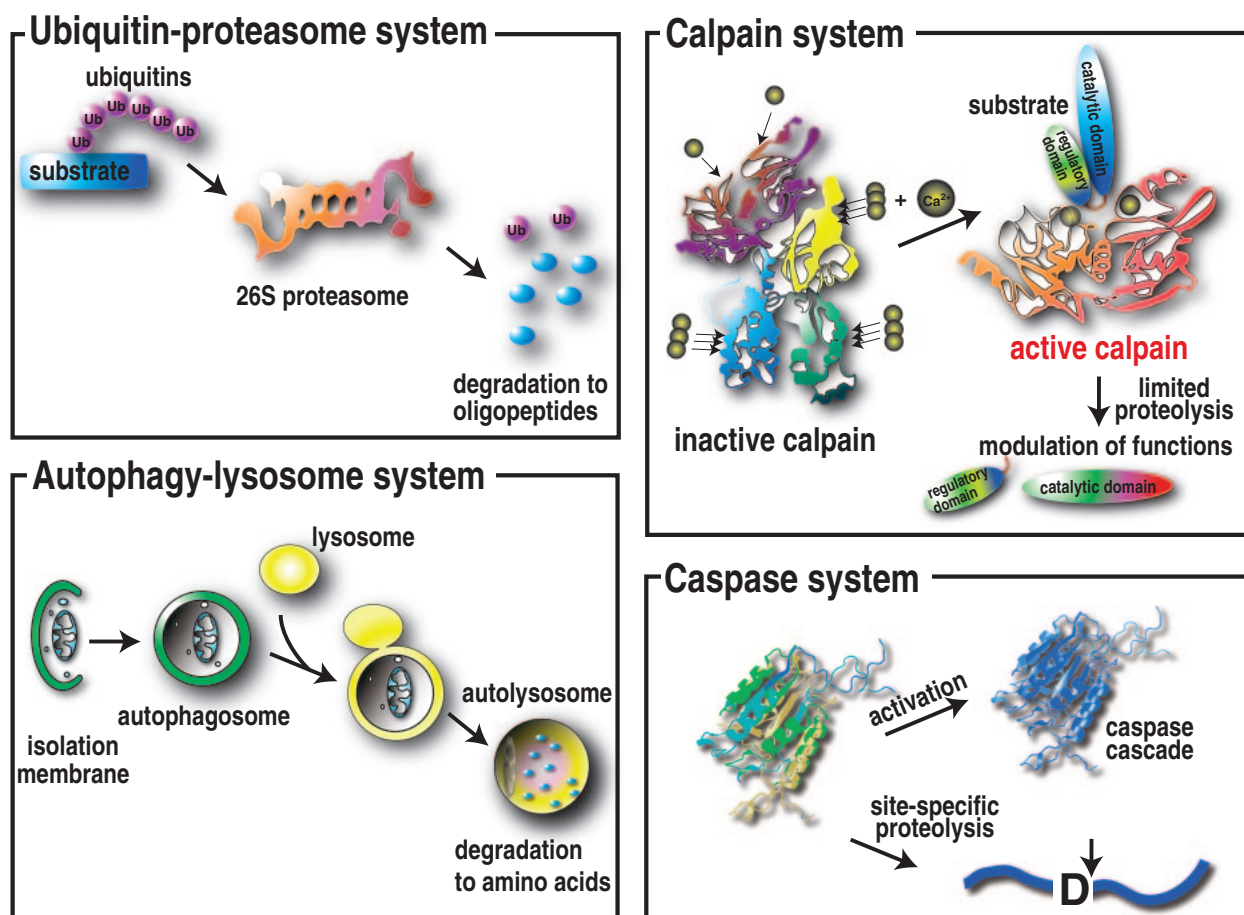 Ubiquitin-proteasome system
ubiquitins
Ub
Ub
Ub
Ub
Ub
Ub
substrate
26S proteasome
Ub
Ub
degradation to
oligopeptides
Autophagy-lysosome system
lysosome
autophagosome
isolation
membrane
autolysosome
degradation
to amino acids
Calpain system
substrate
catalytic domain
regulatory
domain
+
Ca²⁺
inactive calpain
active calpain
limited
proteolysis
modulation of functions
regulatory
domain
catalytic domain
Caspase system
activation
caspase
cascade
site-specific
proteolysis
D